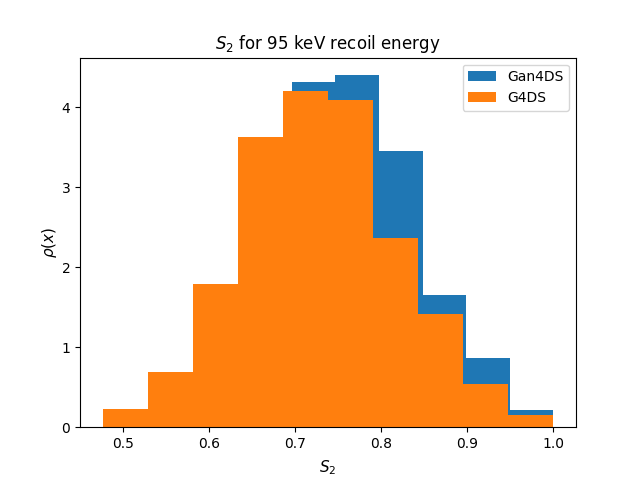 S₂ for 95 keV recoil energy
Gan4DS
G4DS
ρ(x)
4
3
2
1
0
0.5 0.6 0.7 0.8 0.9 1.0
S₂